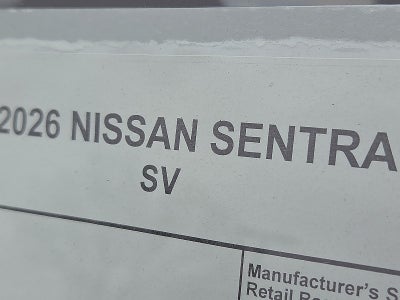 2026 NISSAN SENTRA
SV
Manufacturer's S
Retail